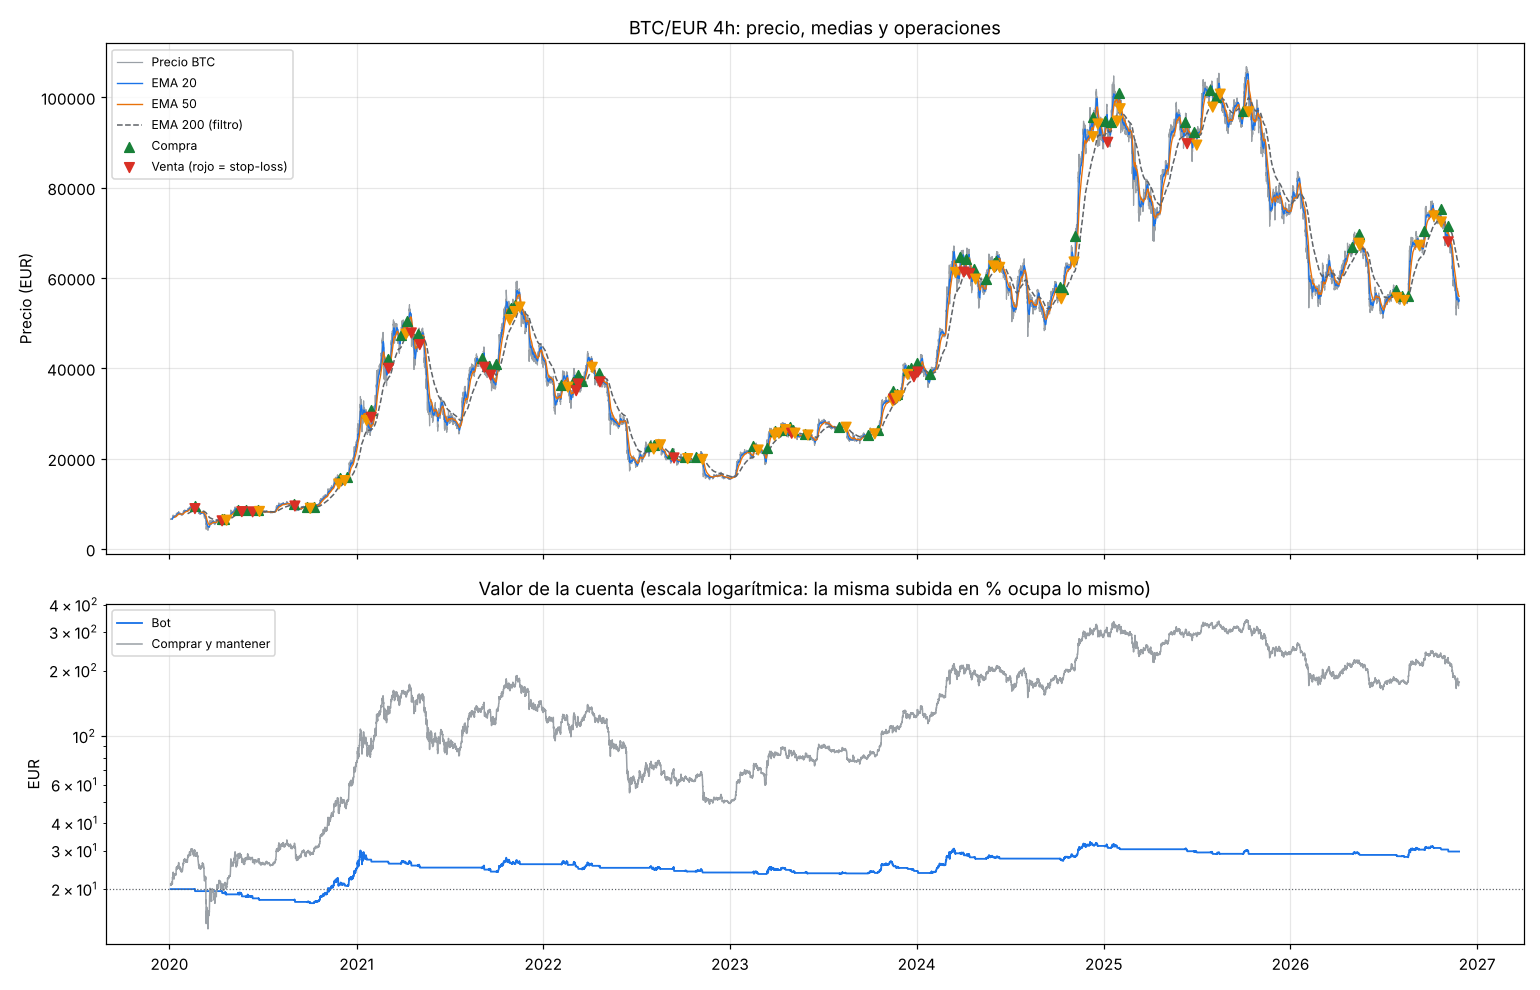 BTC/EUR 4h: precio, medias y operaciones
Precio BTC
EMA 20
EMA 50
EMA 200 (filtro)
Compra
Venta (rojo = stop-loss)
Precio (EUR)
100000
80000
60000
40000
20000
0
Valor de la cuenta (escala logarítmica: la misma subida en % ocupa lo mismo)
Bot
Comprar y mantener
EUR
4 × 10²
3 × 10²
2 × 10²
10²
6 × 10¹
4 × 10¹
3 × 10¹
2 × 10¹
2020 2021 2022 2023 2024 2025 2026 2027